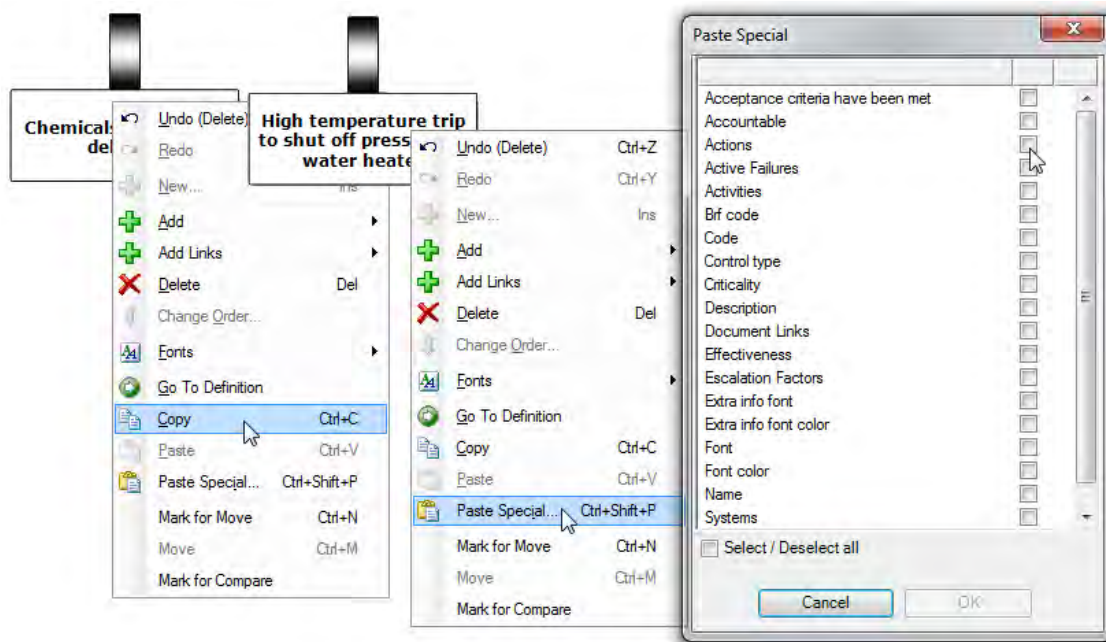 Chemicals
del
Undo (Delete)
Redo
New...
Add
Add Links
Delete Del
Change Order...
Fonts
Go To Definition
Copy Ctrl+C
Paste Ctrl+V
Paste Special... Ctrl+Shift+P
Mark for Move Ctrl+N
Move Ctrl+M
Mark for Compare
High temperature trip
to shut off press
water heate
Undo (Delete) Ctrl+Z
Redo Ctrl+Y
New... Ins
Add
Add Links
Delete Del
Change Order...
Fonts
Go To Definition
Copy Ctrl+C
Paste Ctrl+V
Paste Special... Ctrl+Shift+P
Mark for Move Ctrl+N
Move Ctrl+M
Mark for Compare
Paste Special
Acceptance criteria have been met
Accountable
Actions
Active Failures
Activities
Brf code
Code
Control type
Criticality
Description
Document Links
Effectiveness
Escalation Factors
Extra info font
Extra info font color
Font
Font color
Name
Systems
Select / Deselect all
Cancel OK